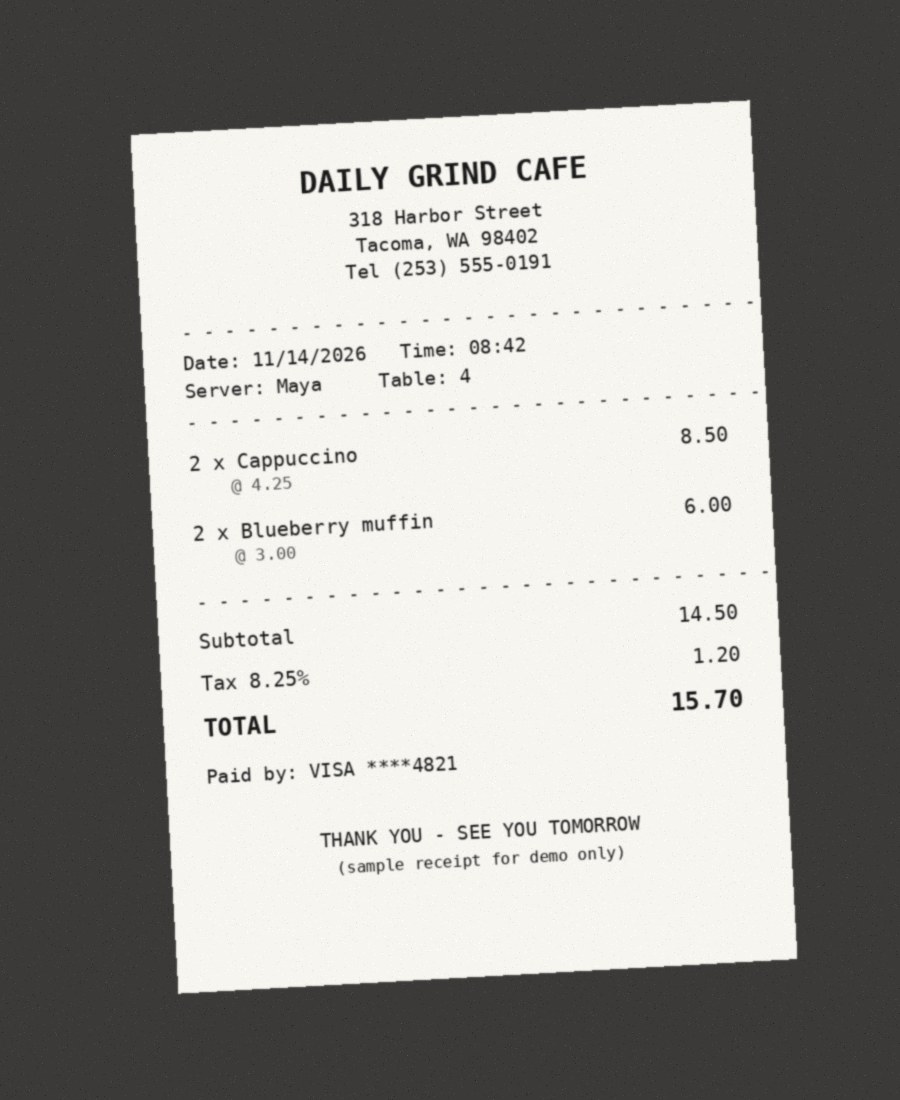 DAILY GRIND CAFE
318 Harbor Street
Tacoma, WA 98402
Tel (253) 555-0191
- - - - - - - - - - - - - - - - - - - - - - - - - - -
Date: 11/14/2026   Time: 08:42
Server: Maya     Table: 4
- - - - - - - - - - - - - - - - - - - - - - - - - - -
2 x Cappuccino 8.50
@ 4.25
2 x Blueberry muffin 6.00
@ 3.00
- - - - - - - - - - - - - - - - - - - - - - - - - - -
Subtotal 14.50
Tax 8.25% 1.20
TOTAL 15.70
Paid by: VISA ****4821
THANK YOU - SEE YOU TOMORROW
(sample receipt for demo only)